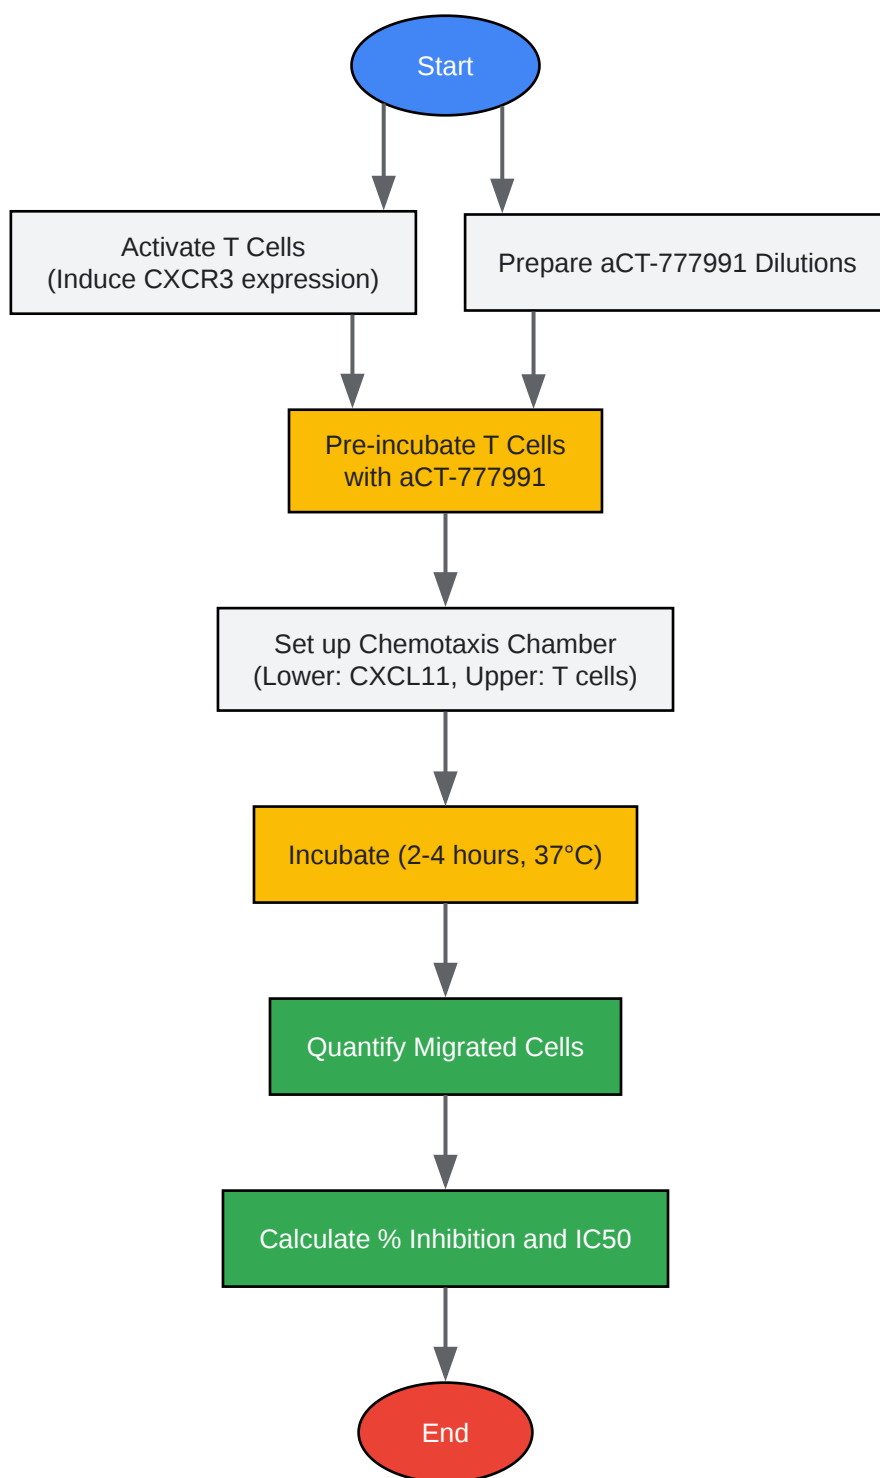 Start
Activate T Cells
(Induce CXCR3 expression)
Prepare aCT-777991 Dilutions
Pre-incubate T Cells
with aCT-777991
Set up Chemotaxis Chamber
(Lower: CXCL11, Upper: T cells)
Incubate (2-4 hours, 37°C)
Quantify Migrated Cells
Calculate % Inhibition and IC50
End